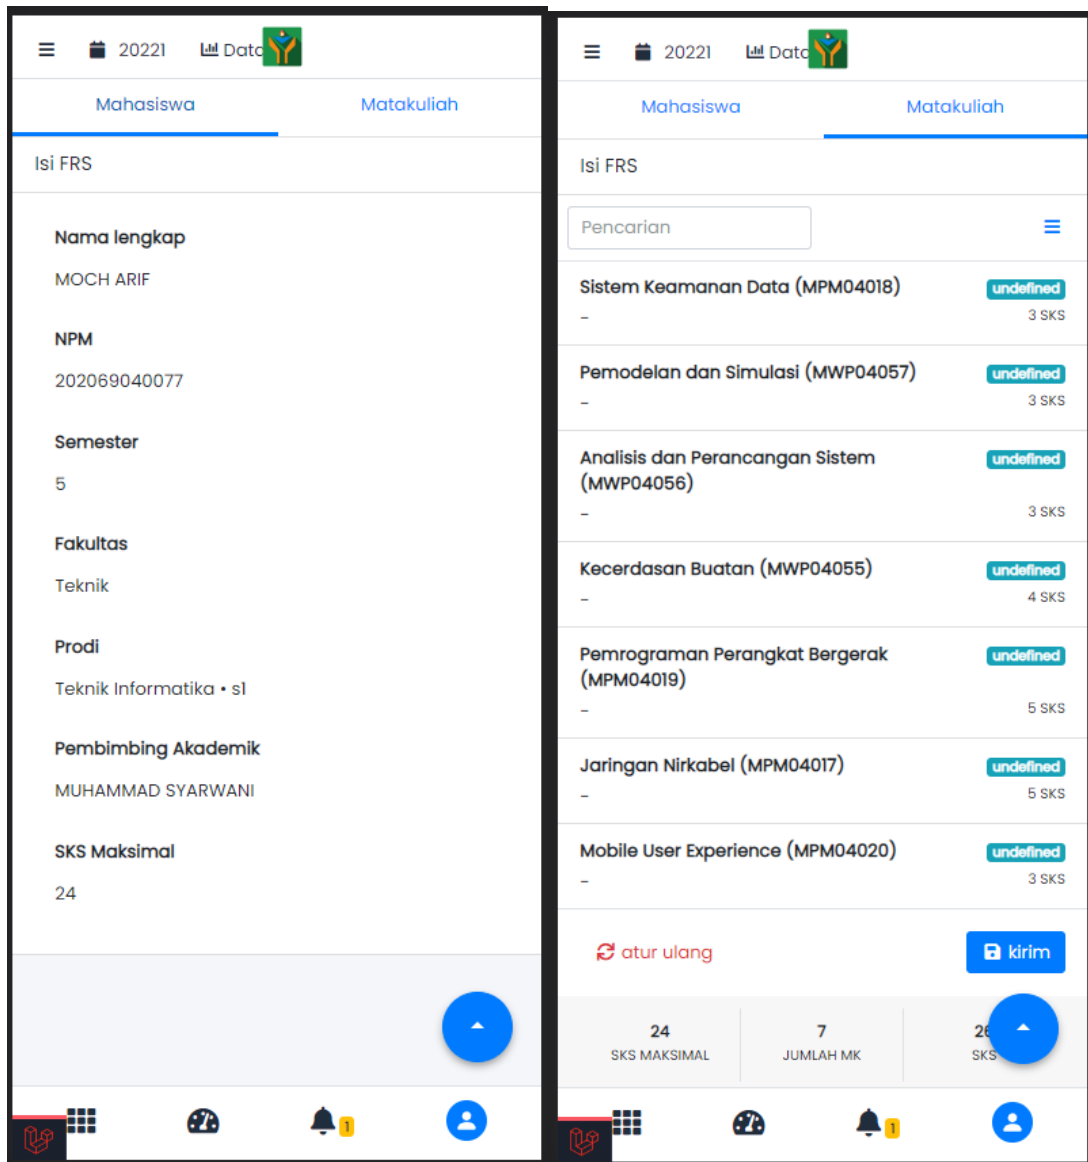 20221
Data
Mahasiswa
Matakuliah
Isi FRS
Nama lengkap
MOCH ARIF
NPM
202069040077
Semester
5
Fakultas
Teknik
Prodi
Teknik Informatika • s1
Pembimbing Akademik
MUHAMMAD SYARWANI
SKS Maksimal
24
1
20221
Data
Mahasiswa
Matakuliah
Isi FRS
Pencarian
Sistem Keamanan Data (MPM04018)
undefined
-
3 SKS
Pemodelan dan Simulasi (MWP04057)
undefined
-
3 SKS
Analisis dan Perancangan Sistem
(MWP04056)
undefined
-
3 SKS
Kecerdasan Buatan (MWP04055)
undefined
-
4 SKS
Pemrograman Perangkat Bergerak
(MPM04019)
undefined
-
5 SKS
Jaringan Nirkabel (MPM04017)
undefined
-
5 SKS
Mobile User Experience (MPM04020)
undefined
-
3 SKS
atur ulang
kirim
24
SKS MAKSIMAL
7
JUMLAH MK
26
SKS
1